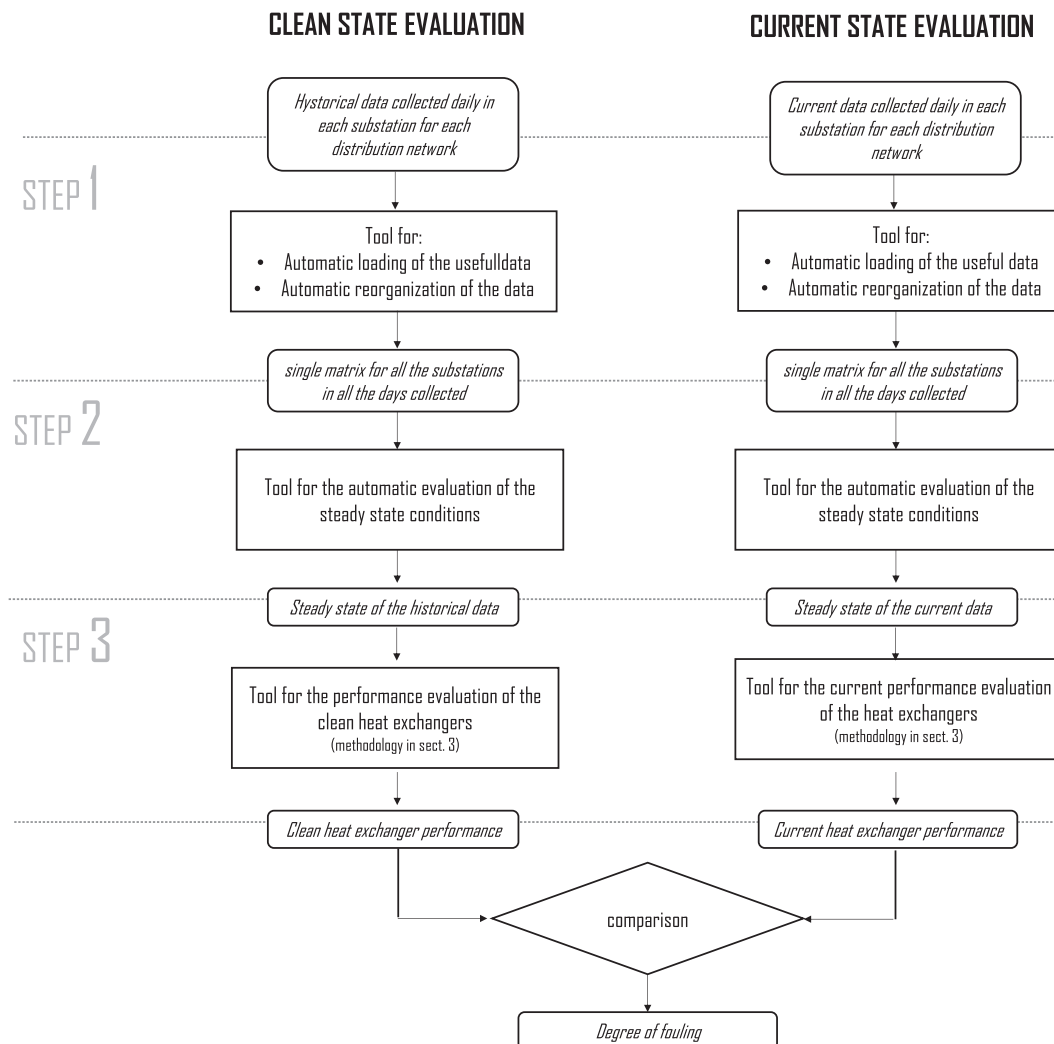 CLEAN STATE EVALUATION
CURRENT STATE EVALUATION
Hystorical data collected daily in
each substation for each
distribution network
Current data collected daily in each
substation for each distribution
network
STEP 1
Tool for:
• Automatic loading of the usefulldata
• Automatic reorganization of the data
Tool for:
• Automatic loading of the useful data
• Automatic reorganization of the data
single matrix for all the substations
in all the days collected
single matrix for all the substations
in all the days collected
STEP 2
Tool for the automatic evaluation of the
steady state conditions
Tool for the automatic evaluation of the
steady state conditions
Steady state of the historical data
Steady state of the current data
STEP 3
Tool for the performance evaluation of the
clean heat exchangers
(methodology in sect. 3)
Tool for the current performance evaluation
of the heat exchangers
(methodology in sect. 3)
Clean heat exchanger performance
Current heat exchanger performance
comparison
Degree of fouling